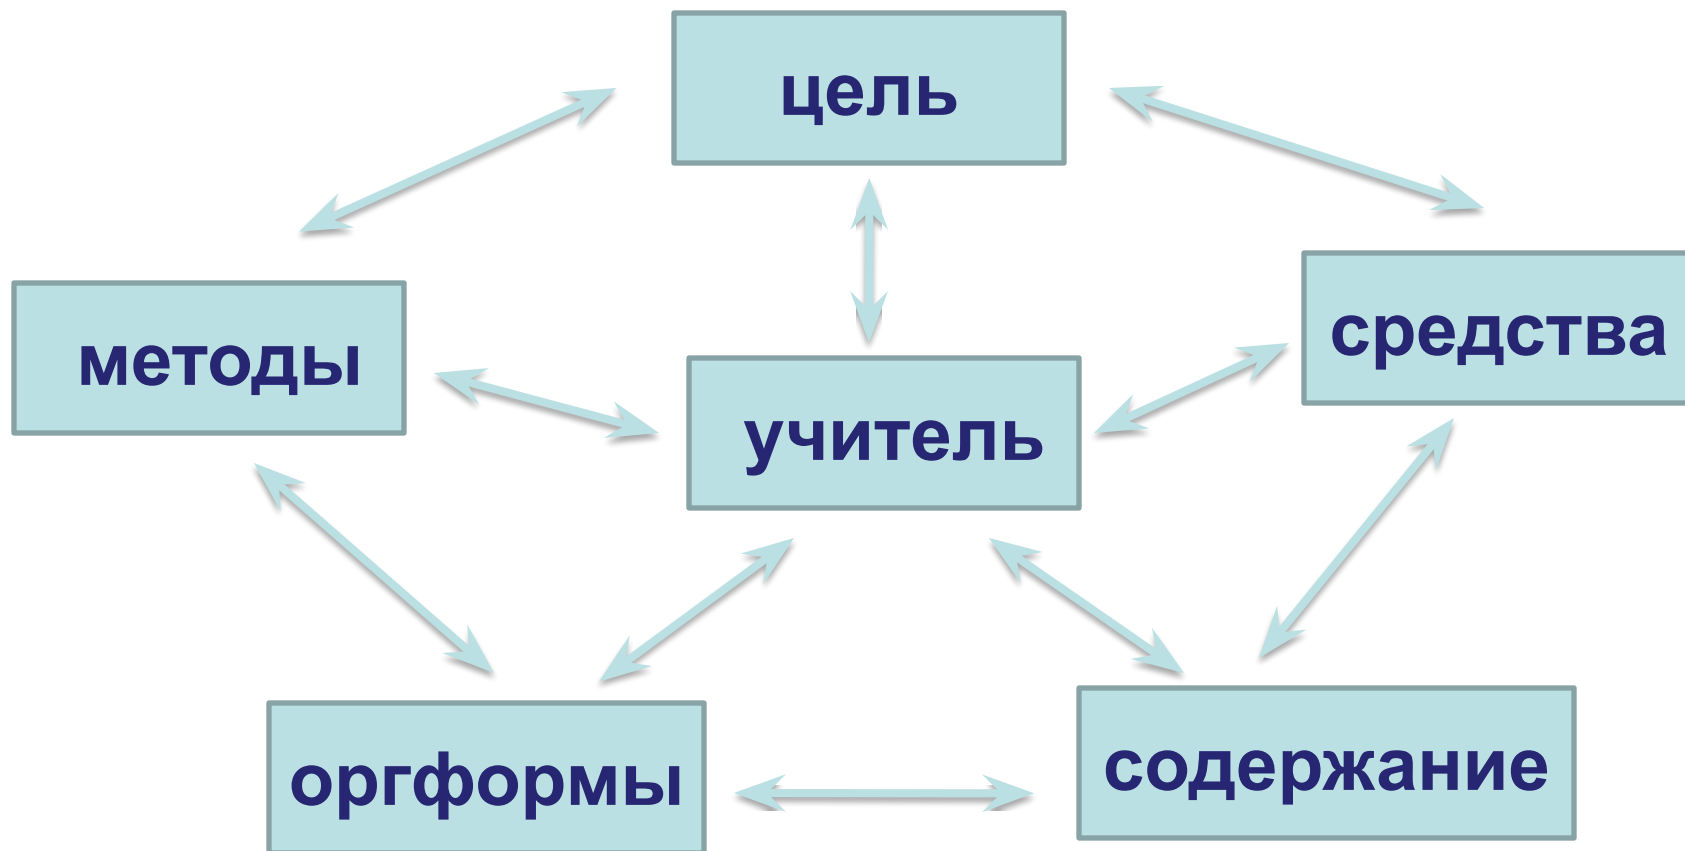 цель
методы
средства
учитель
оргформы
содержание